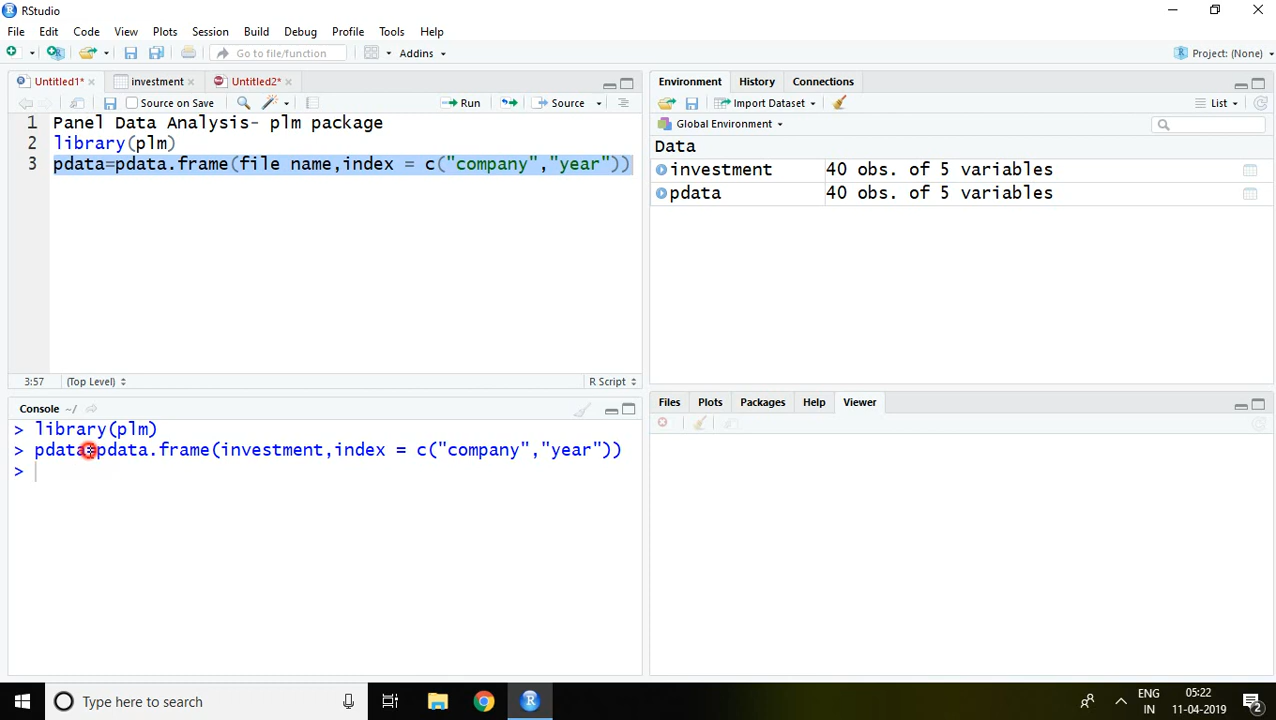 RStudio
File Edit Code View Plots Session Build Debug Profile Tools Help
Go to file/function Addins Project: (None)
Untitled1* investment Untitled2*
Source on Save Run Source
1 Panel Data Analysis- plm package
2 library(plm)
3 pdata=pdata.frame(file name,index = c("company","year"))
3:57 (Top Level) R Script
Console ~/
> library(plm)
> pdata=pdata.frame(investment,index = c("company","year"))
>
Environment History Connections
Import Dataset List
Global Environment
Data
investment 40 obs. of 5 variables
pdata 40 obs. of 5 variables
Files Plots Packages Help Viewer
Type here to search
ENG
IN
05:22
11-04-2019
2